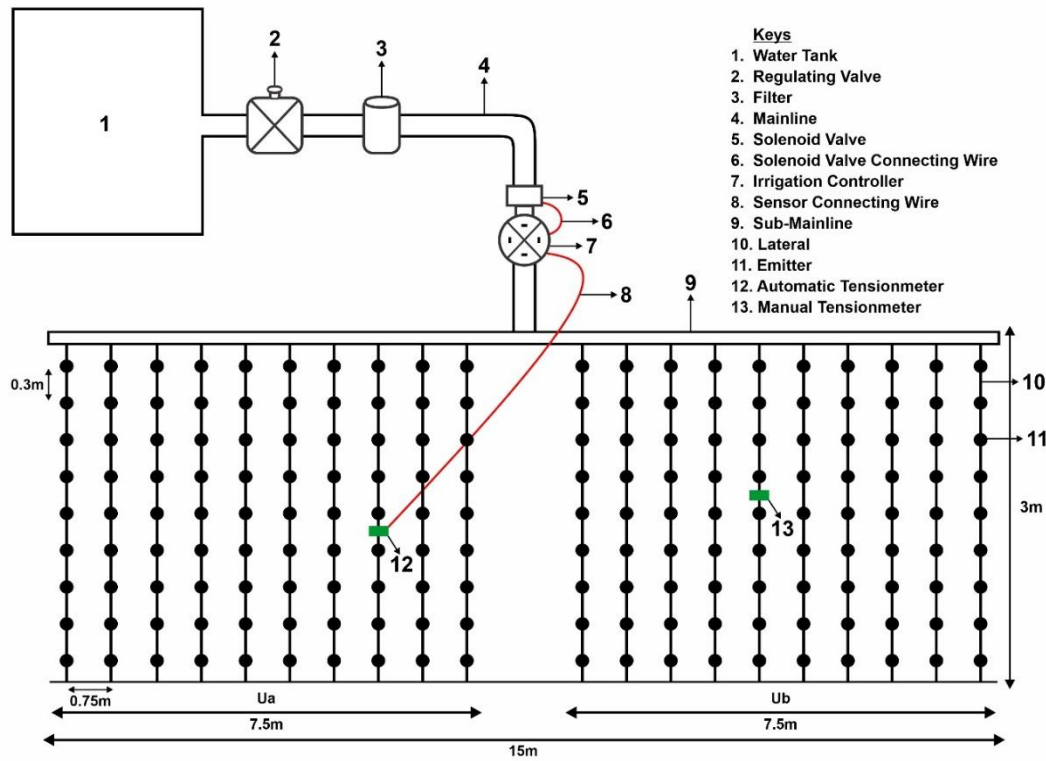 2
3
4
1
5
6
7
8
9
Keys
1. Water Tank
2. Regulating Valve
3. Filter
4. Mainline
5. Solenoid Valve
6. Solenoid Valve Connecting Wire
7. Irrigation Controller
8. Sensor Connecting Wire
9. Sub-Mainline
10. Lateral
11. Emitter
12. Automatic Tensionmeter
13. Manual Tensionmeter
0.3m
10
11
3m
12
13
0.75m
Ua
Ub
7.5m
7.5m
15m